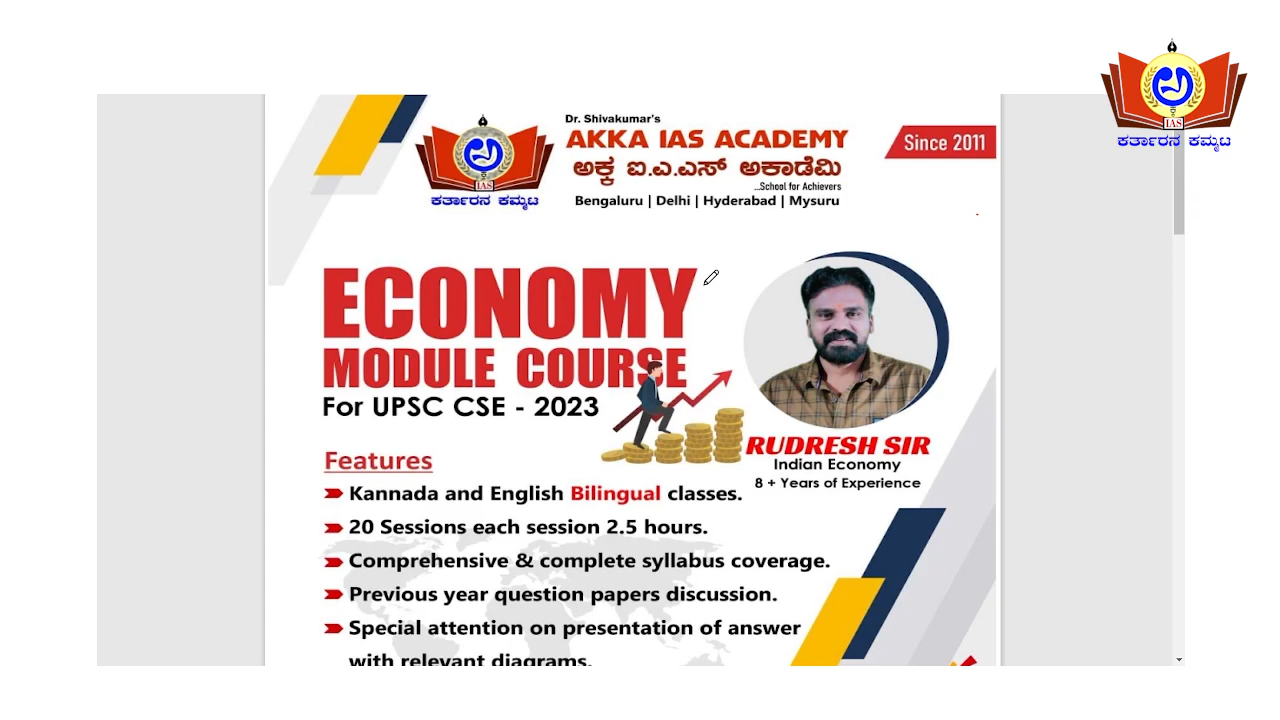 Dr. Shivakumar's
AKKA IAS ACADEMY
ಅಕ್ಕ ಐ.ಎ.ಎಸ್ ಅಕಾಡೆಮಿ
...School for Achievers
Bengaluru | Delhi | Hyderabad | Mysuru
IAS
ಕರ್ತಾರನ ಕಮ್ಮಟ
Since 2011
IAS
ಕರ್ತಾರನ ಕಮ್ಮಟ
ECONOMY
MODULE COURSE
For UPSC CSE - 2023
RUDRESH SIR
Indian Economy
8 + Years of Experience
Features
Kannada and English Bilingual classes.
20 Sessions each session 2.5 hours.
Comprehensive & complete syllabus coverage.
Previous year question papers discussion.
Special attention on presentation of answer
with relevant diagrams.